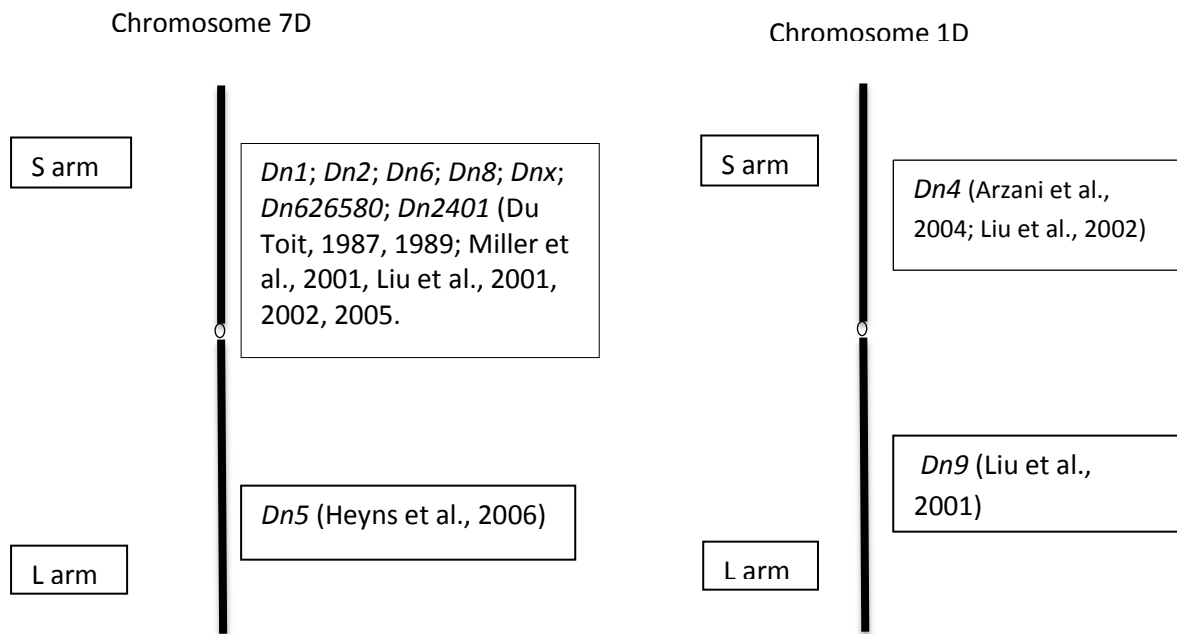 Chromosome 7D
S arm
Dn1; Dn2; Dn6; Dn8; Dnx;
Dn626580; Dn2401 (Du
Toit, 1987, 1989; Miller et
al., 2001, Liu et al., 2001,
2002, 2005.
Dn5 (Heyns et al., 2006)
L arm
Chromosome 1D
S arm
Dn4 (Arzani et al.,
2004; Liu et al., 2002)
Dn9 (Liu et al.,
2001)
L arm